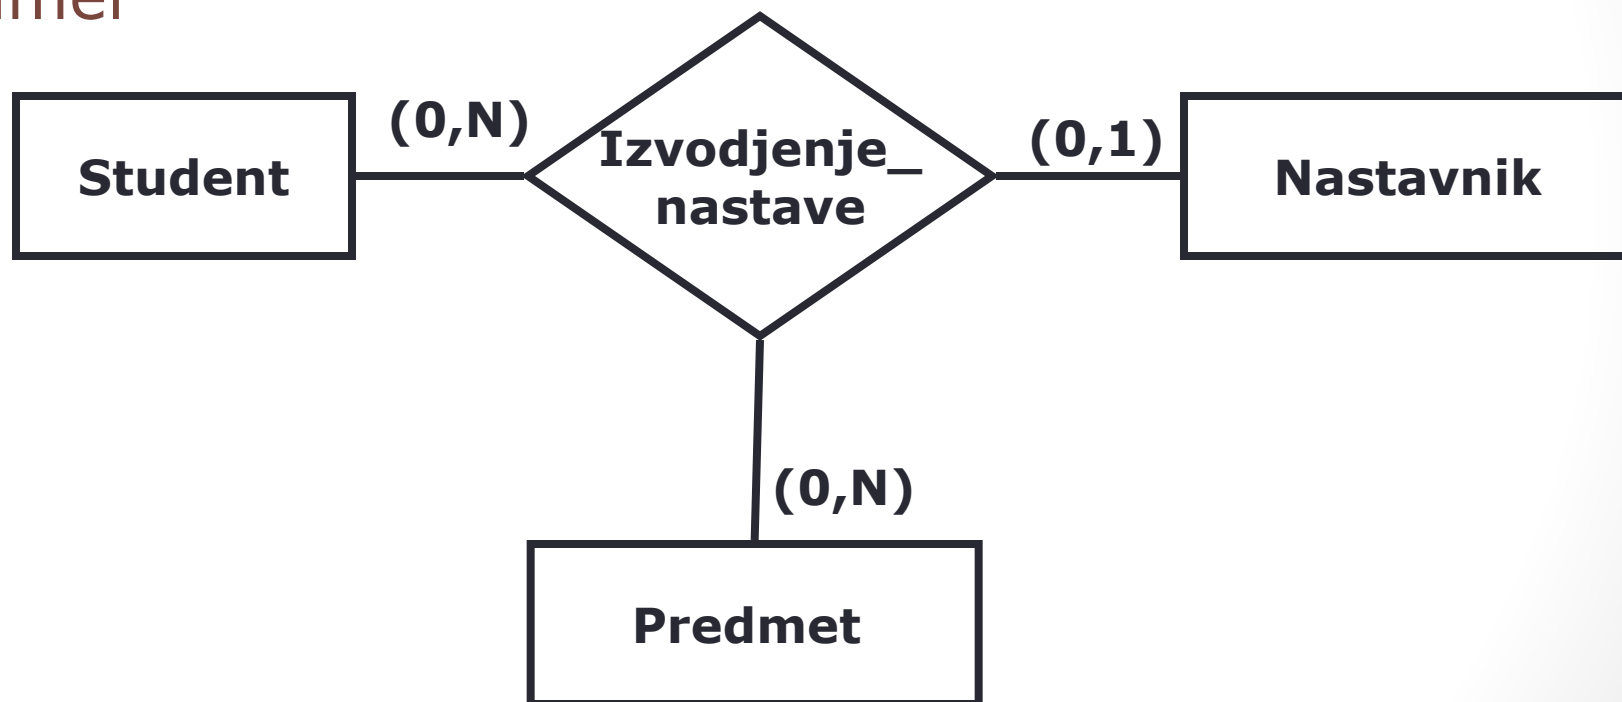 (0,N)
Izvodjenje_
nastave
(0,1)
Student
Nastavnik
(0,N)
Predmet